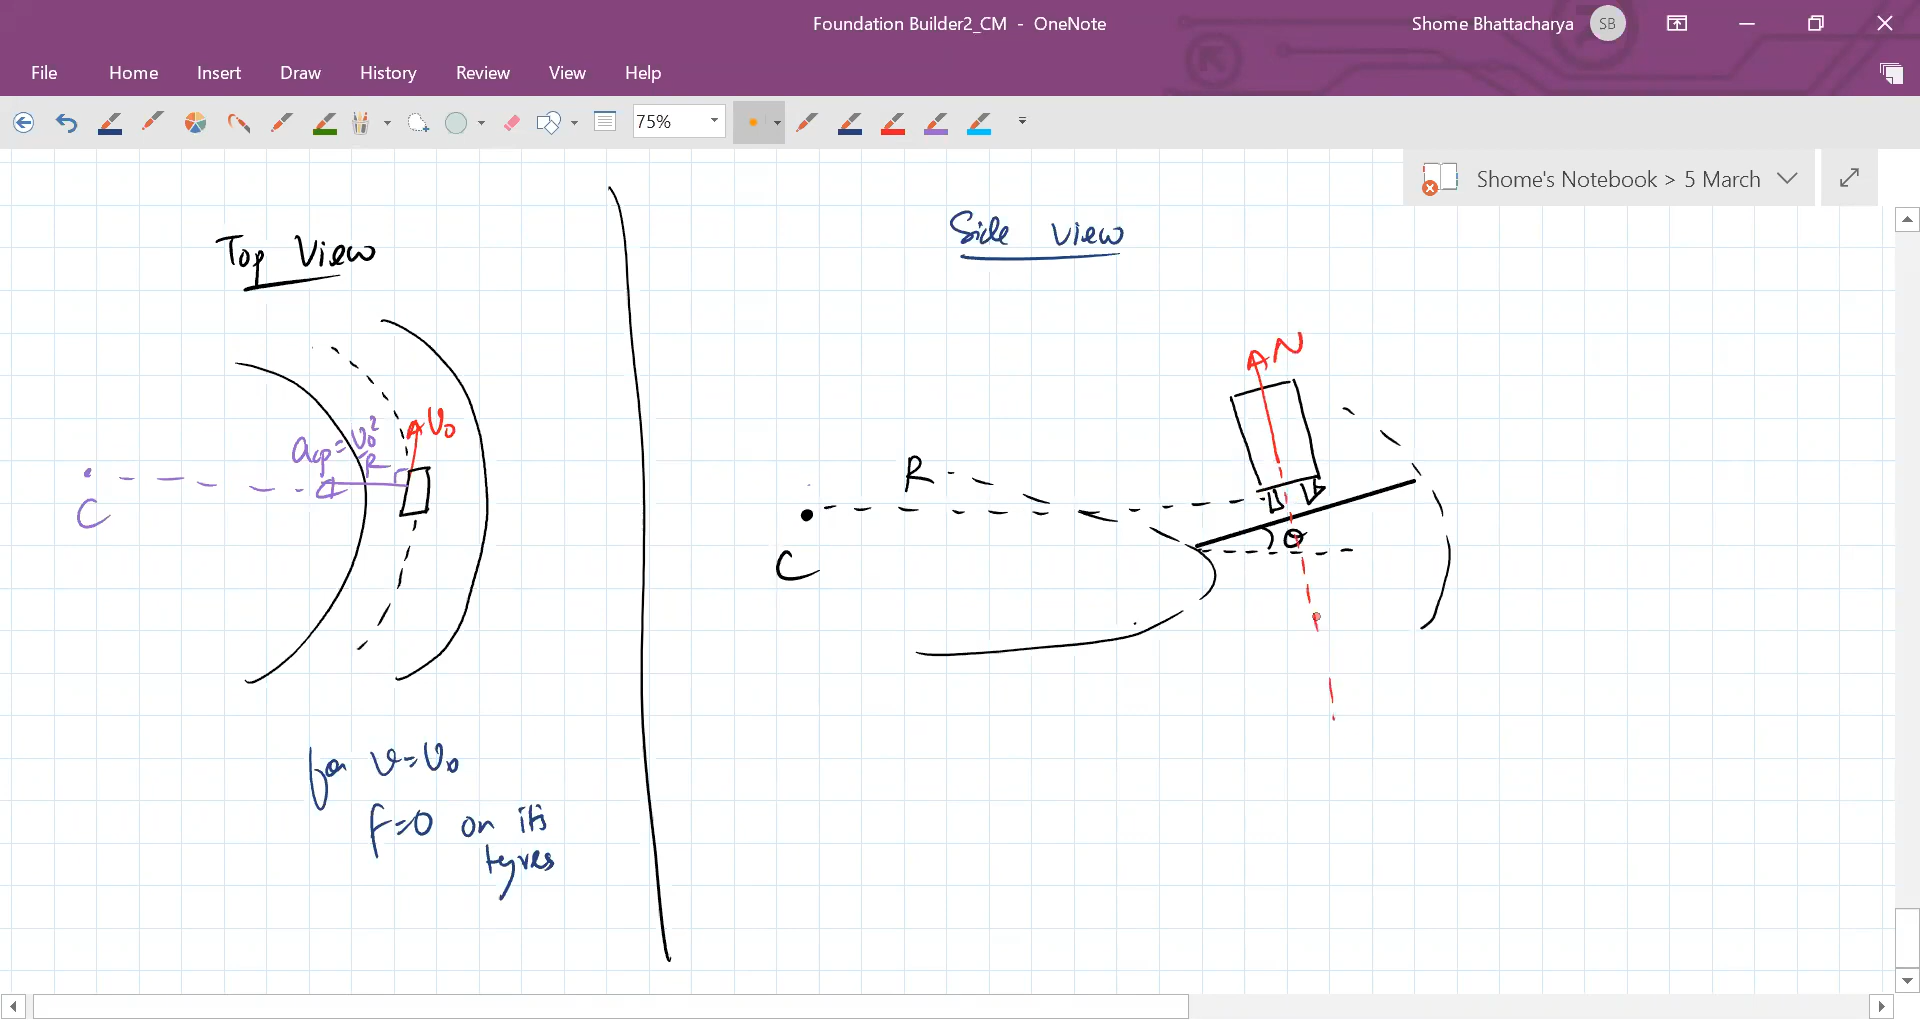 Foundation Builder2_CM - OneNote
Shome Bhattacharya
SB
File Home Insert Draw History Review View Help
75%
Shome's Notebook > 5 March
Top View
Side View
V₀
a_cp = V₀²/R
C
N
R
C
θ
for v=V₀
f=0 on its
tyres